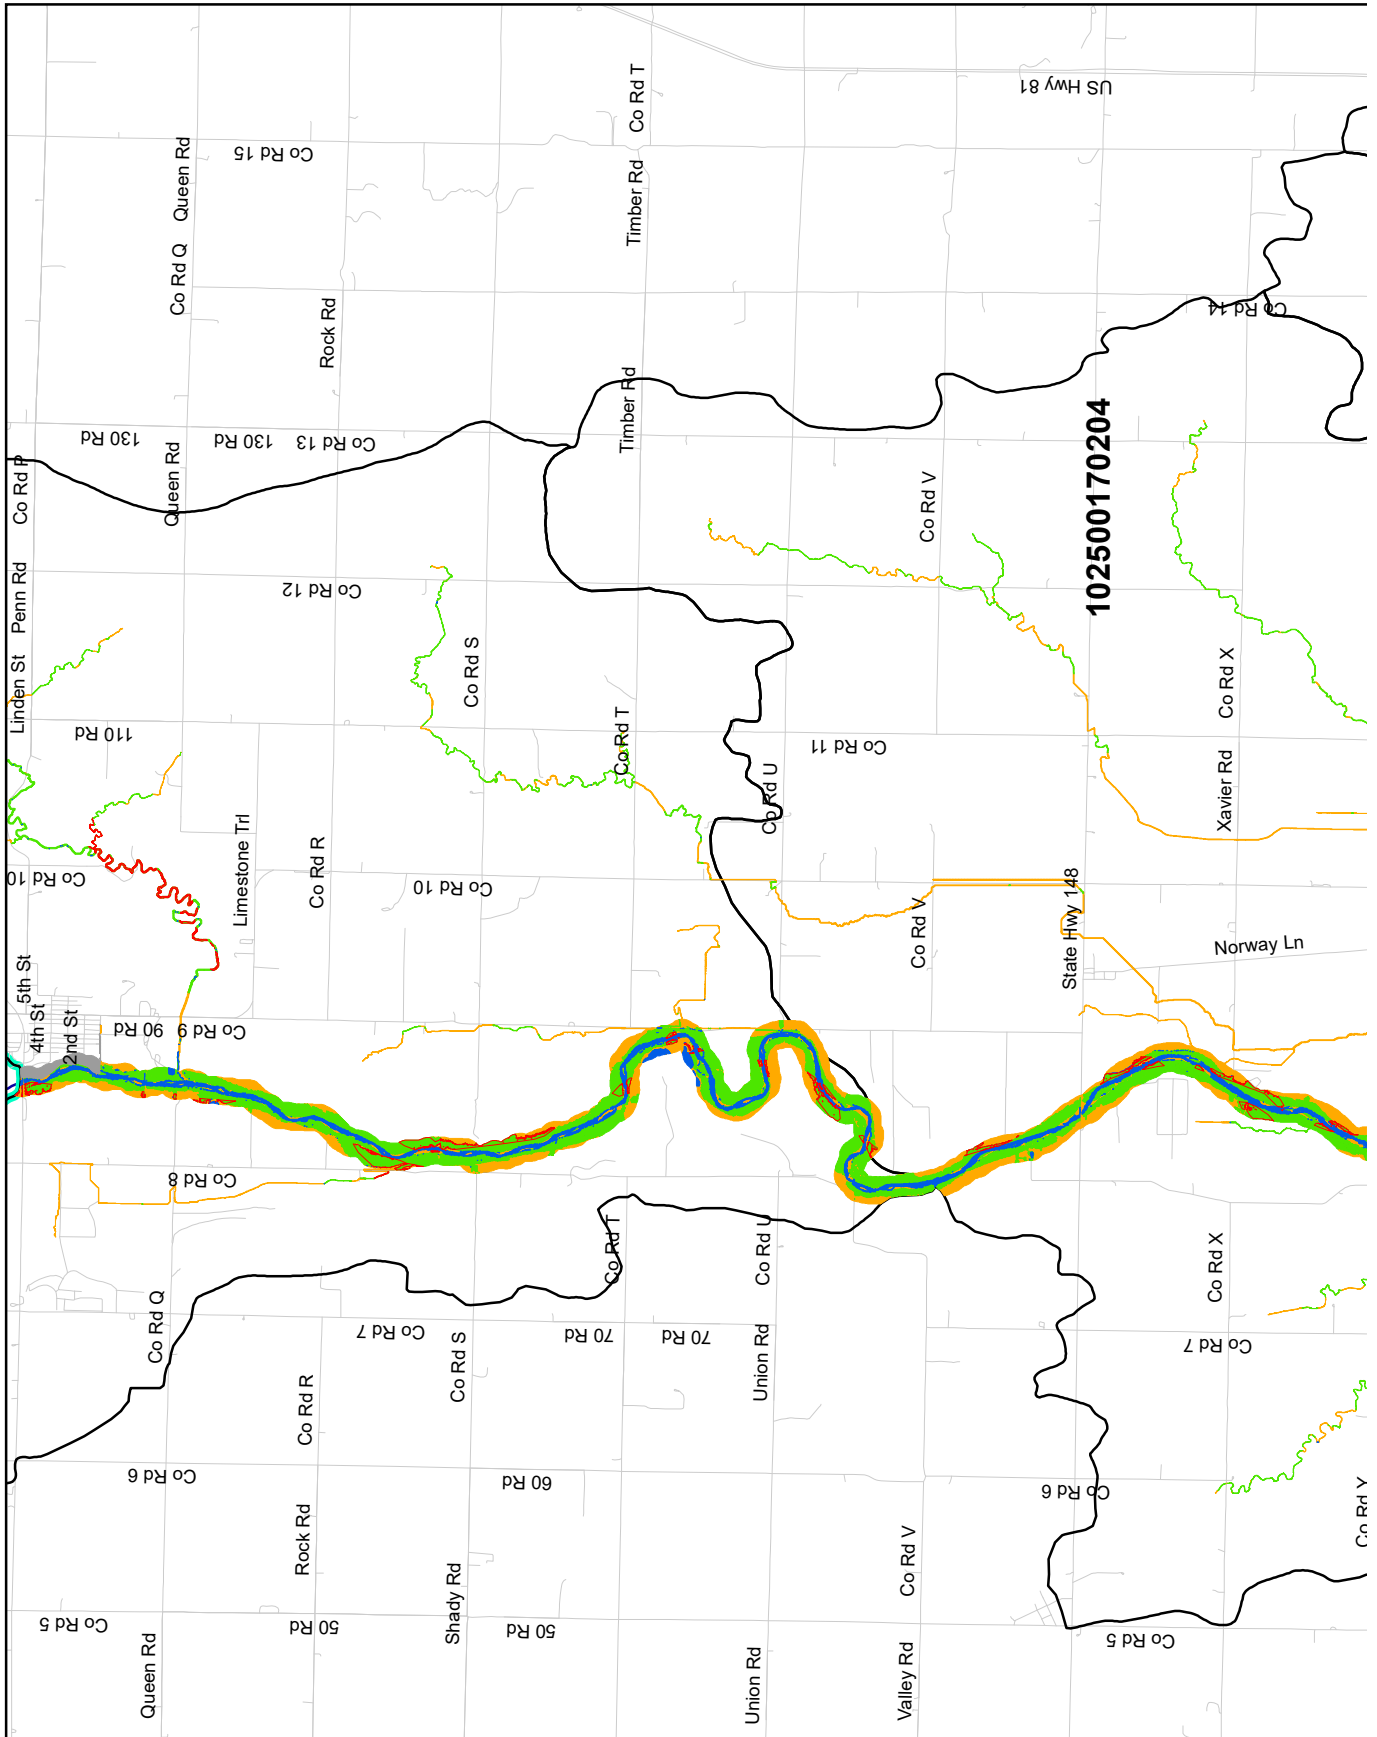 Co Rd T
US Hwy 81
Queen Rd
Co Rd 15
Timber Rd
Co Rd Q
Rock Rd
Co Rd 14
Timber Rd
130 Rd
130 Rd
Co Rd 13
Queen Rd
Co Rd P
Co Rd V
102500170204
Penn Rd
Co Rd 12
Linden St
Co Rd S
Co Rd X
110 Rd
Co Rd T
Co Rd 11
Co Rd U
Xavier Rd
Limestone Trl
Co Rd R
Co Rd 10
Co Rd 10
Co Rd V
State Hwy 148
Norway Ln
5th St
4th St
2nd St
90 Rd
Co Rd 9
Co Rd 8
Co Rd T
Co Rd U
Co Rd X
Co Rd Q
Co Rd 7
Co Rd S
70 Rd
70 Rd
Union Rd
Co Rd 7
Co Rd R
Co Rd 6
60 Rd
Co Rd 6
Co Rd Y
Rock Rd
Co Rd V
Shady Rd
Co Rd 5
50 Rd
50 Rd
Co Rd 5
Queen Rd
Union Rd
Valley Rd